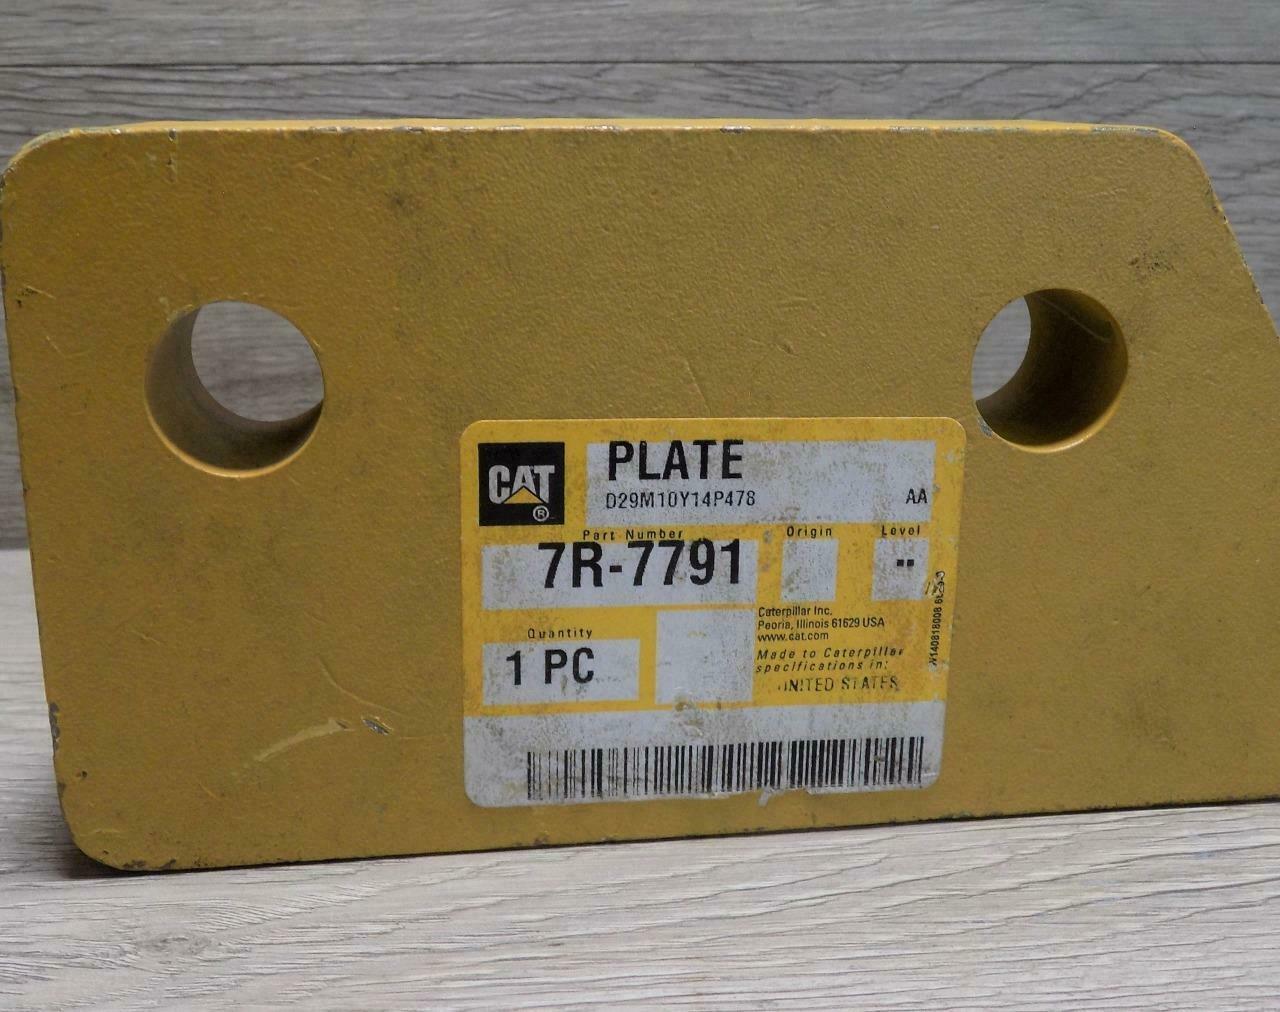 CAT
®
PLATE
D29M10Y14P478
AA
Part Number
7R-7791
Origin
Level
--
Quantity
1 PC
Caterpillar Inc.
Peoria, Illinois 61629 USA
www.cat.com
Made to Caterpillar
specifications in:
UNITED STATES